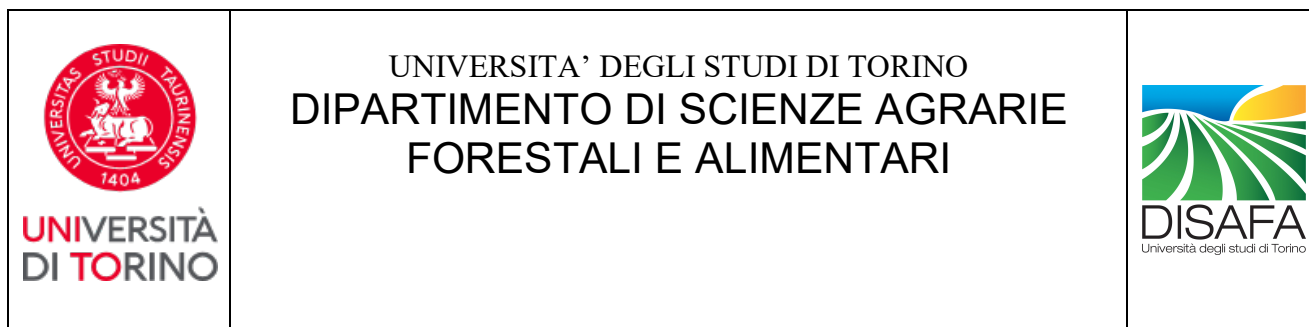 UNIVERSITAS STUDII TAURINENSIS
1404
UNIVERSITÀ
DI TORINO
UNIVERSITA’ DEGLI STUDI DI TORINO
DIPARTIMENTO DI SCIENZE AGRARIE
FORESTALI E ALIMENTARI
DISAFA
Università degli studi di Torino